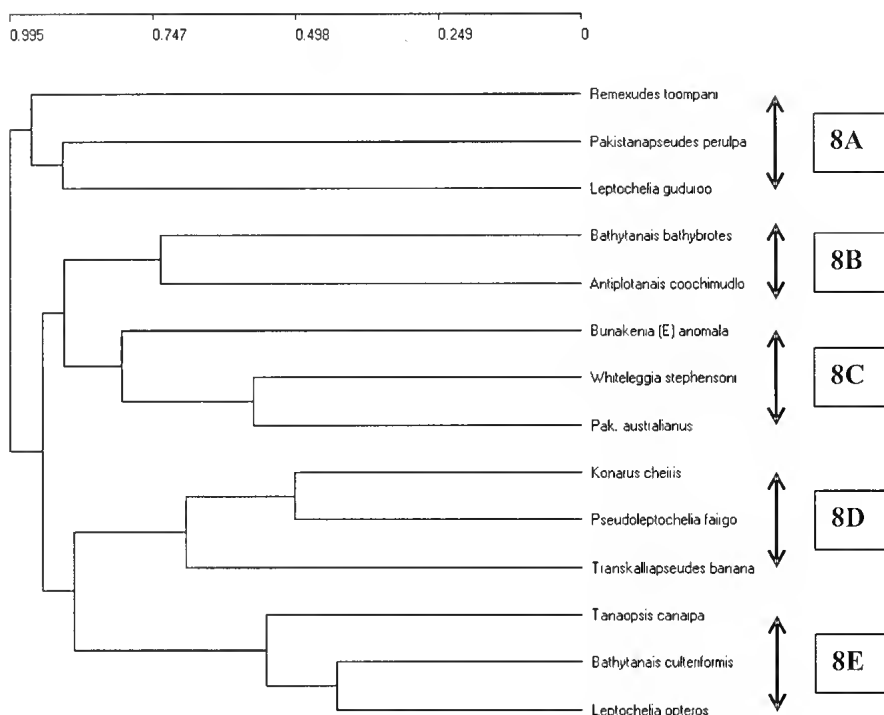 0.995 0.747 0.498 0.249 0
Remexudes toompani
Pakistanapseudes perulpa
8A
Leptochelia guduroo
Bathytanais bathybrotes
8B
Antiplotanais coochimudlo
Bunakenia (E) anomala
Whiteleggia stephensoni
8C
Pak. australianus
Konarus cheiris
Pseudoleptochelia fairgo
8D
Transkalliapseudes banana
Tanaopsis canaipa
Bathytanais culteriformis
8E
Leptochelia opteros